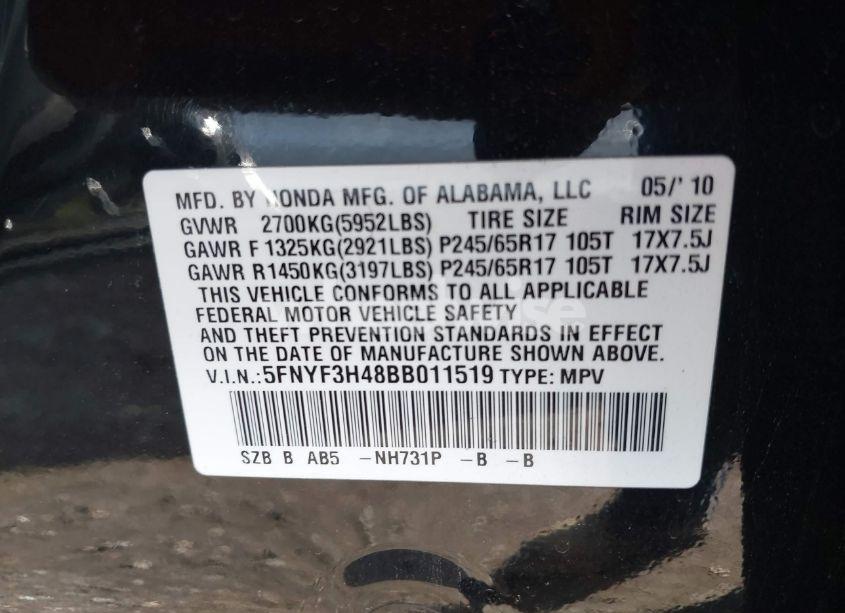 MFD. BY HONDA MFG. OF ALABAMA, LLC 05/' 10
GVWR 2700KG(5952LBS) TIRE SIZE RIM SIZE
GAWR F 1325KG(2921LBS) P245/65R17 105T 17X7.5J
GAWR R1450KG(3197LBS) P245/65R17 105T 17X7.5J
THIS VEHICLE CONFORMS TO ALL APPLICABLE
FEDERAL MOTOR VEHICLE SAFETY
AND THEFT PREVENTION STANDARDS IN EFFECT
ON THE DATE OF MANUFACTURE SHOWN ABOVE.
V.I.N.:5FNYF3H48BB011519 TYPE: MPV
SZB B AB5 -NH731P -B -B